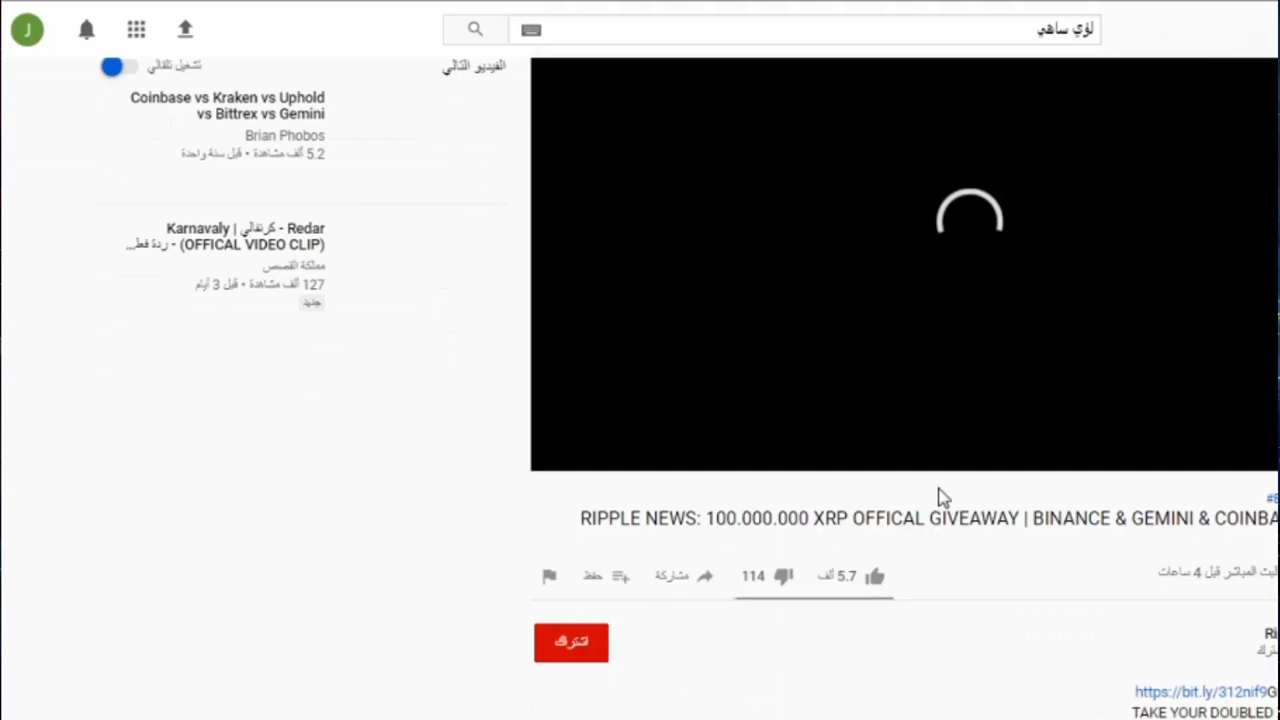 J
لؤي ساهي
الفيديو التالي
تشغيل تلقائي
Coinbase vs Kraken vs Uphold
vs Bittrex vs Gemini
Brian Phobos
5.2 ألف مشاهدة • قبل سنة واحدة
Karnavaly | كرنفالي - Redar
(OFFICAL VIDEO CLIP) - ردة فعل...
مملكة القصص
127 ألف مشاهدة • قبل 3 أيام
جديد
RIPPLE NEWS: 100.000.000 XRP OFFICAL GIVEAWAY | BINANCE & GEMINI & COINBA
المباشر قبل 4 ساعات
5.7 ألف
114
مشاركة
حفظ
Ri
اشتراك
https://bit.ly/312nif9G
TAKE YOUR DOUBLED